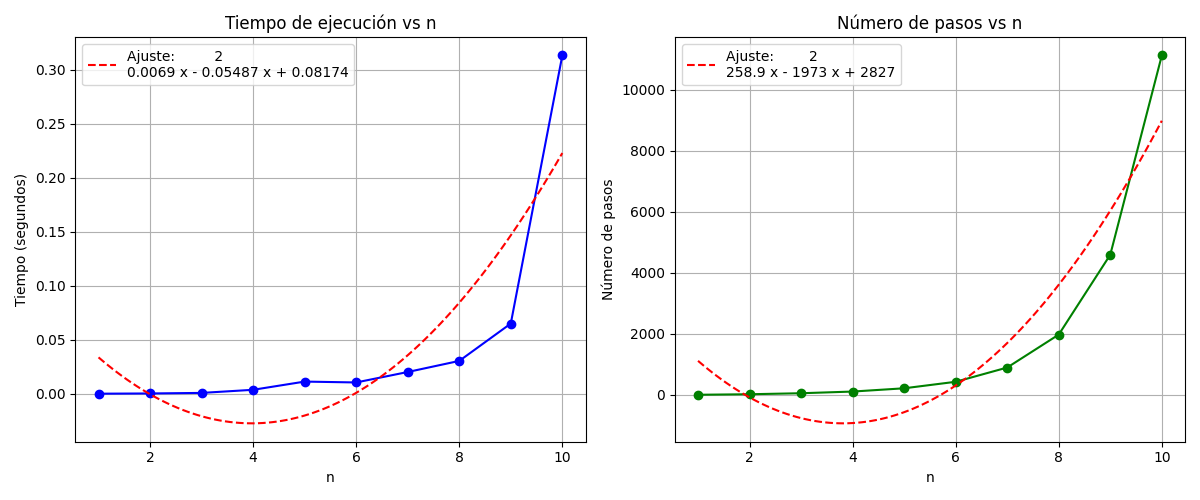 Tiempo de ejecución vs n
Ajuste: 2
0.0069 x - 0.05487 x + 0.08174
0.30
0.25
0.20
0.15
0.10
0.05
0.00
Tiempo (segundos)
2 4 6 8 10
n
Número de pasos vs n
Ajuste: 2
258.9 x - 1973 x + 2827
10000
8000
6000
4000
2000
0
Número de pasos
2 4 6 8 10
n